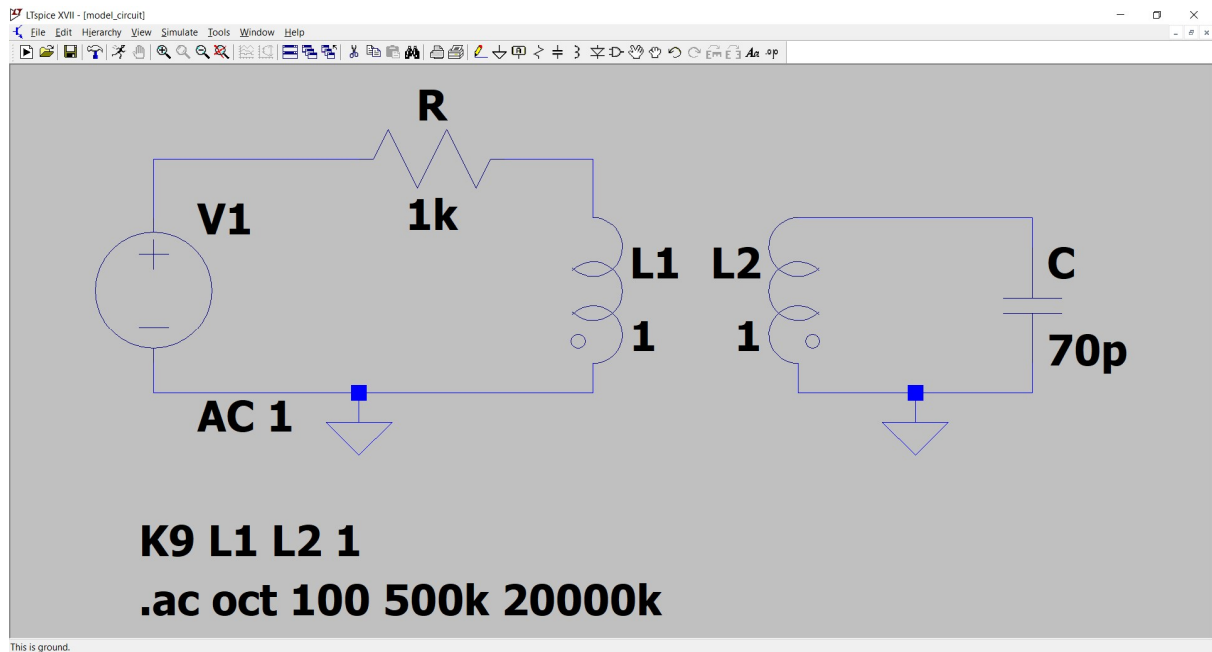 LTspice XVII - [model_circuit]
File Edit Hierarchy View Simulate Tools Window Help
R
V1
1k
L1 L2 C
1 1
70p
AC 1
K9 L1 L2 1
.ac oct 100 500k 20000k
This is ground.